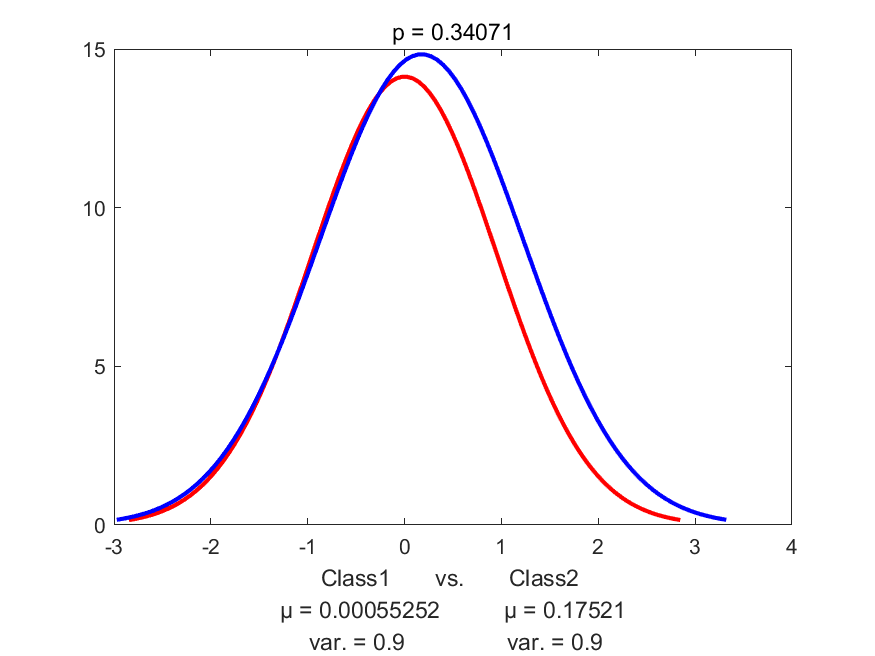 p = 0.34071
15
10
5
0
-3 -2 -1 0 1 2 3 4
Class1 vs. Class2
μ = 0.00055252 μ = 0.17521
var. = 0.9 var. = 0.9